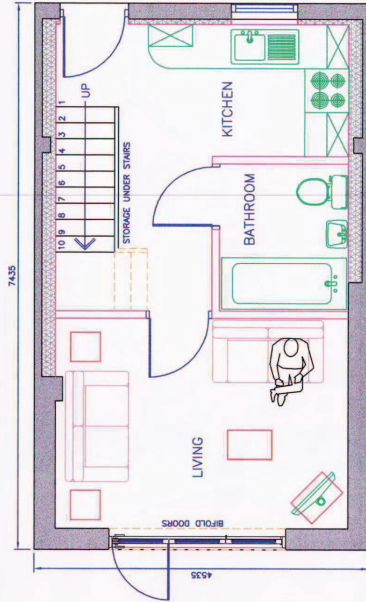 UP
1
2
3
4
5
6
7
8
9
10
STORAGE UNDER STAIRS
KITCHEN
BATHROOM
LIVING
BIFOLD DOORS
7435
4535